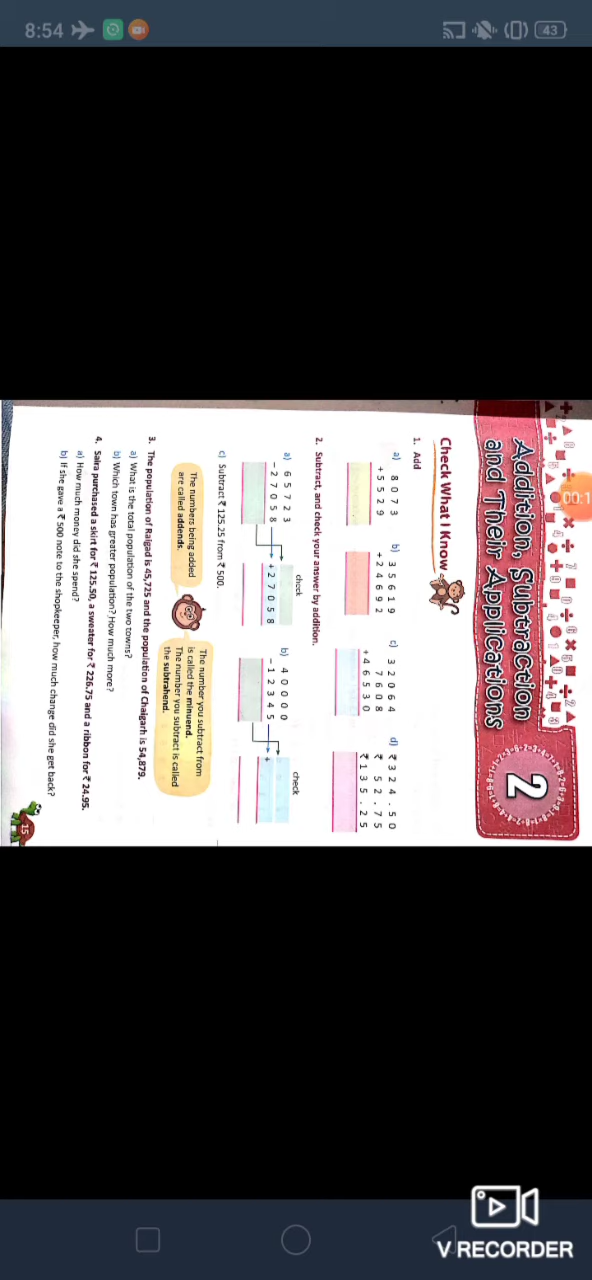 8:54
43
00:1
Addition, Subtraction
and Their Applications
2
Check What I Know
1. Add
a) 8 0 7 3
+ 5 5 2 9
b) 3 5 6 1 9
+ 2 4 6 9 2
c) 3 2 0 6 4
7 6 0 8
+ 4 6 5 3 0
d) ₹ 3 2 4 . 5 0
₹ 5 2 . 7 5
+ ₹ 1 3 5 . 2 5
2. Subtract, and check your answer by addition.
a) 6 5 7 2 3
– 2 7 0 5 8
check
+ 2 7 0 5 8
b) 4 0 0 0 0
– 1 2 3 4 5
check
+
c) Subtract ₹ 125.25 from ₹ 500.
The numbers being added
are called addends.
The number you subtract from
is called the minuend.
The number you subtract is called
the subtrahend.
3. The population of Raigad is 45,725 and the population of Chaigarh is 54,879.
a) What is the total population of the two towns?
b) Which town has greater population? How much more?
4. Saira purchased a skirt for ₹ 125.50, a sweater for ₹ 226.75 and a ribbon for ₹ 24.95.
a) How much money did she spend?
b) If she gave a ₹ 500 note to the shopkeeper, how much change did she get back?
15
V RECORDER